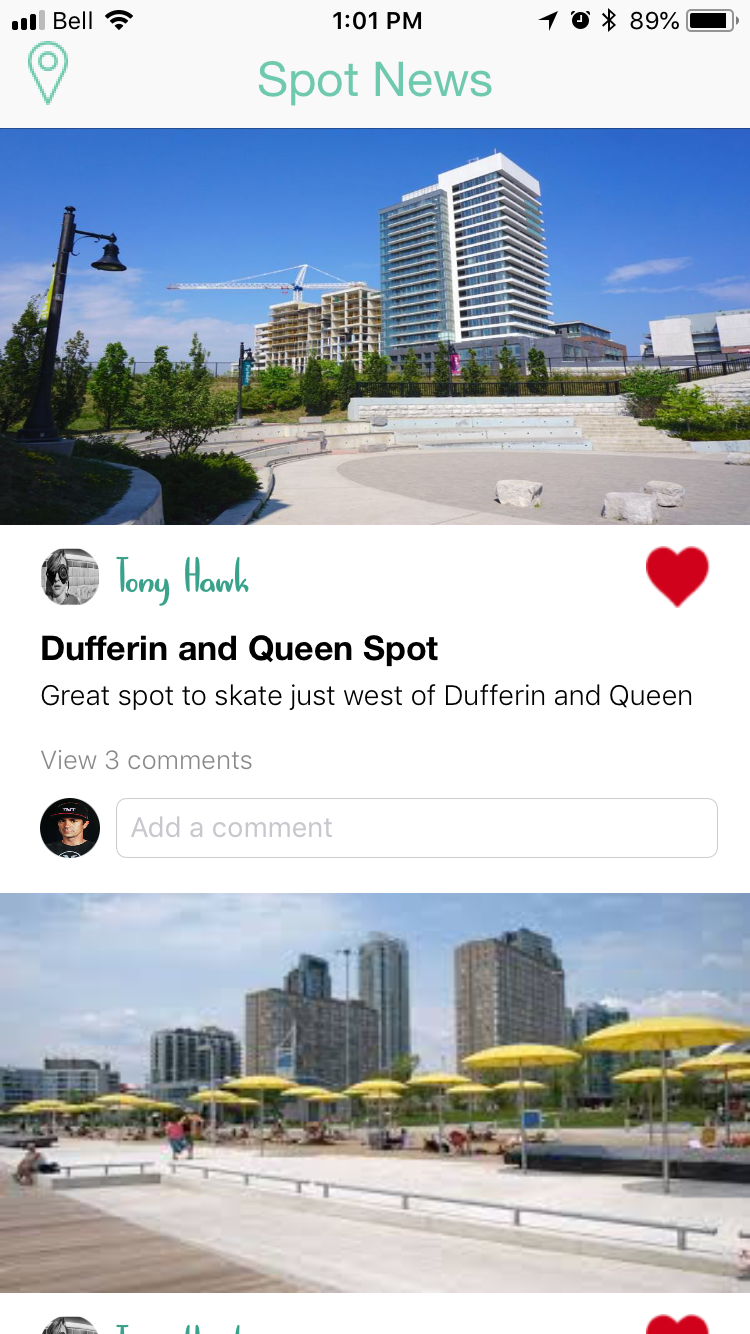 Bell 1:01 PM 89%
Spot News
Tony Hawk
Dufferin and Queen Spot
Great spot to skate just west of Dufferin and Queen
View 3 comments
Add a comment